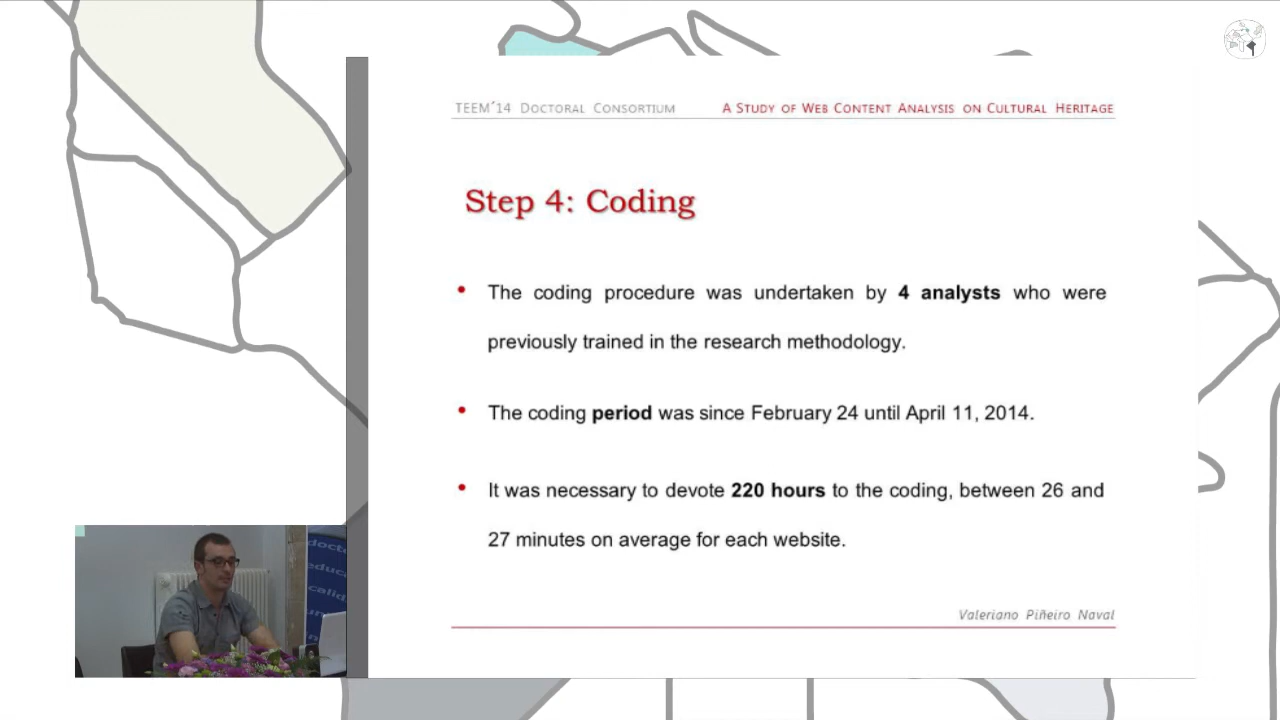 TEEM´14 DOCTORAL CONSORTIUM
A STUDY OF WEB CONTENT ANALYSIS ON CULTURAL HERITAGE
Step 4: Coding
• The coding procedure was undertaken by 4 analysts who were
previously trained in the research methodology.
• The coding period was since February 24 until April 11, 2014.
• It was necessary to devote 220 hours to the coding, between 26 and
27 minutes on average for each website.
Valeriano Piñeiro Naval
docto
educ
calid